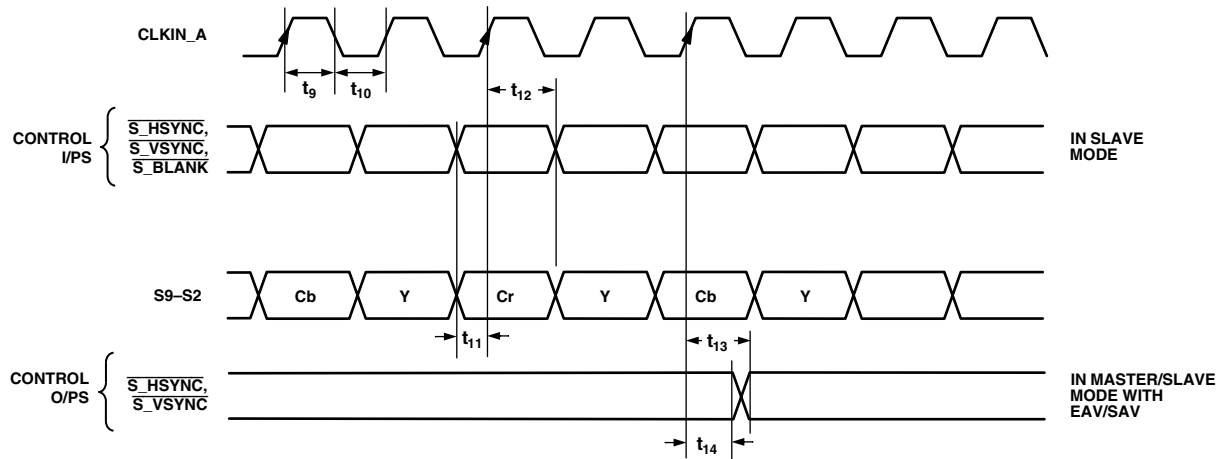 CLKIN_A
t9
t10
t12
CONTROL
I/PS
S_HSYNC,
S_VSYNC,
S_BLANK
IN SLAVE
MODE
S9–S2
Cb
Y
Cr
Y
Cb
Y
t11
t13
CONTROL
O/PS
S_HSYNC,
S_VSYNC
IN MASTER/SLAVE
MODE WITH
EAV/SAV
t14